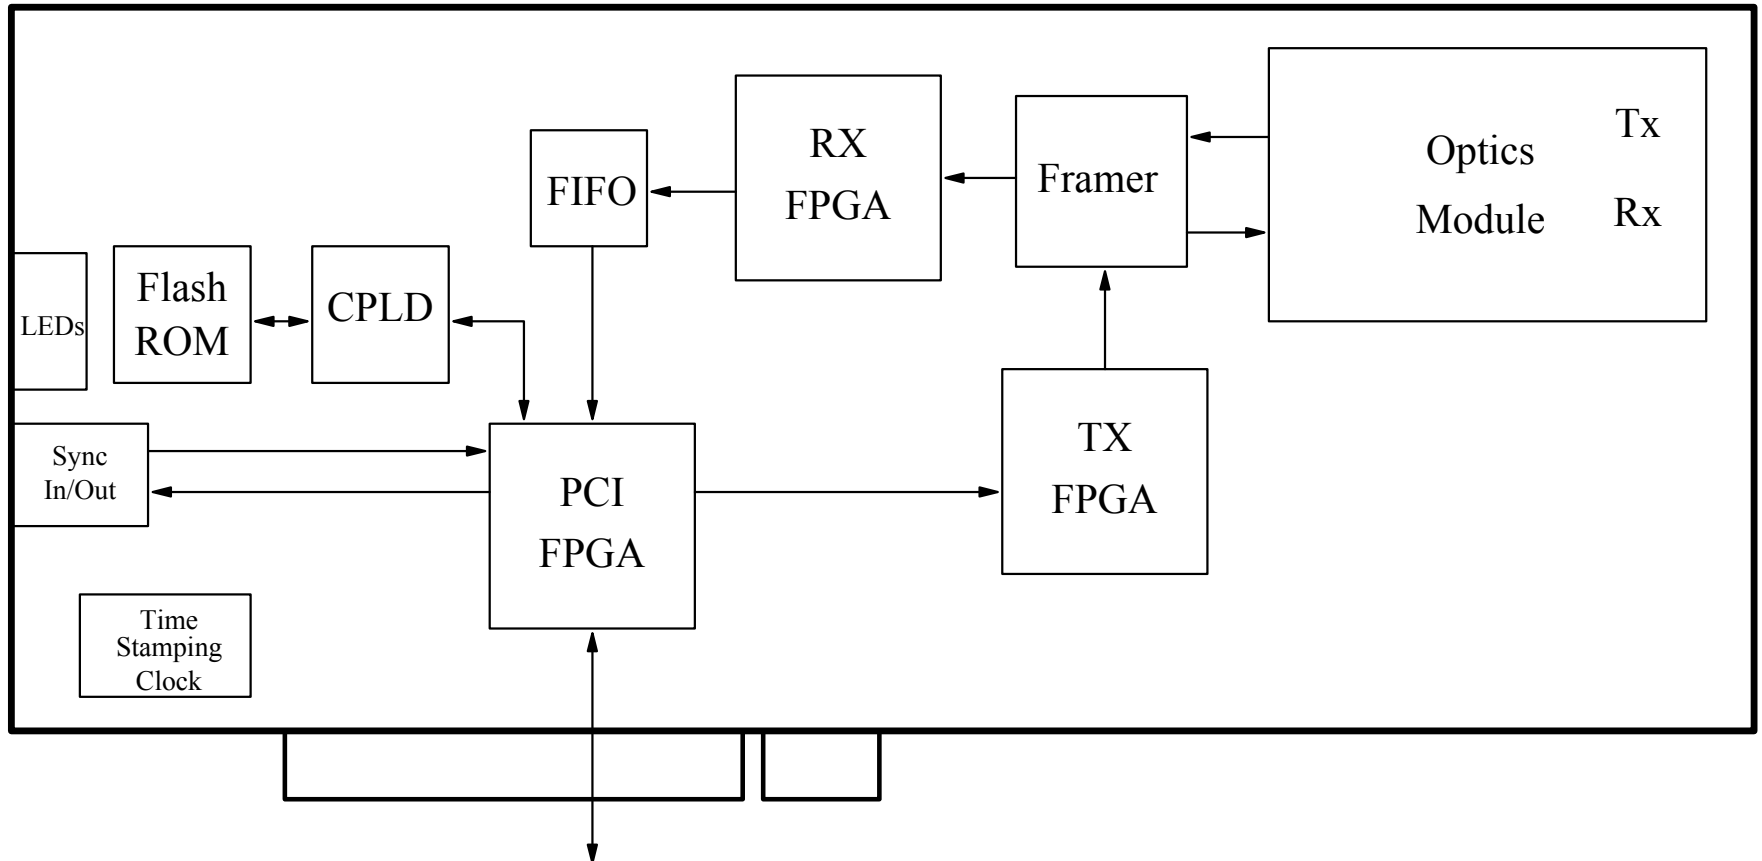 RX
FPGA
Framer
Optics
Module
Tx
Rx
FIFO
LEDs
Flash
ROM
CPLD
Sync
In/Out
PCI
FPGA
TX
FPGA
Time
Stamping
Clock